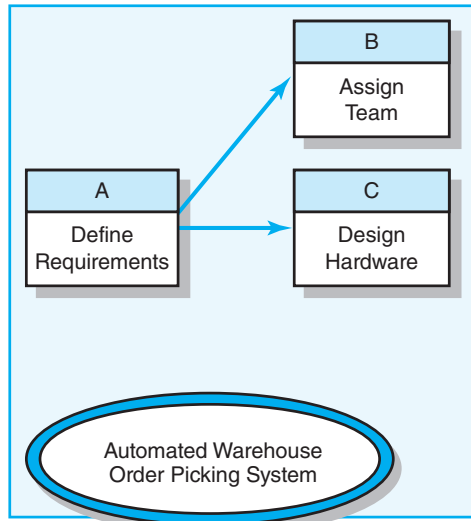 B
Assign
Team
A
Define
Requirements
C
Design
Hardware
Automated Warehouse
Order Picking System